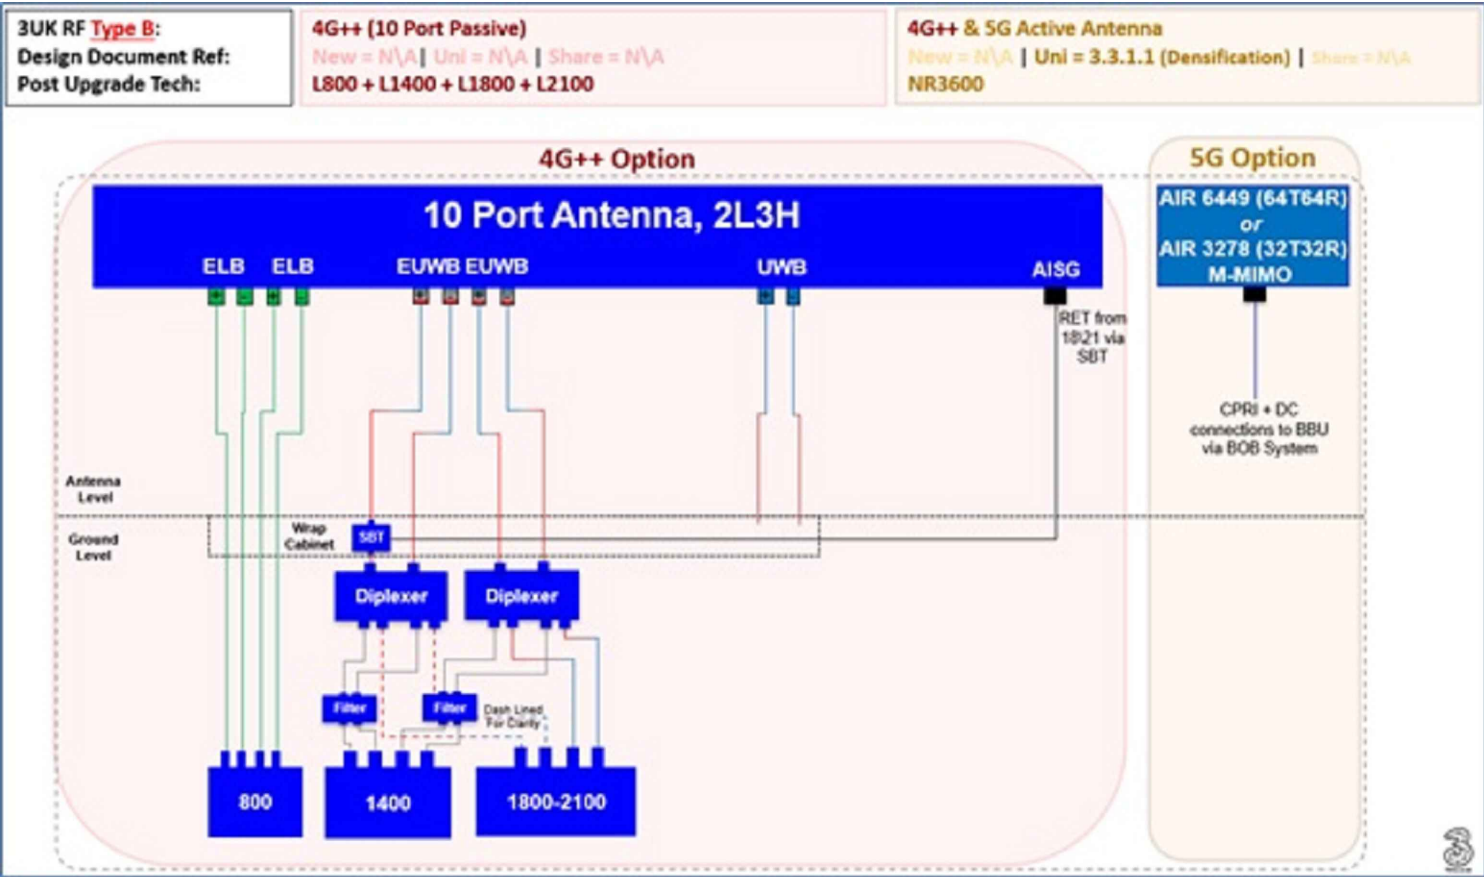 3UK RF Type B:
Design Document Ref:
Post Upgrade Tech:
4G++ (10 Port Passive)
New = N\A| Uni = N\A | Share = N\A
L800 + L1400 + L1800 + L2100
4G++ & 5G Active Antenna
New = N\A | Uni = 3.3.1.1 (Densification) | Share = N\A
NR3600
4G++ Option
5G Option
10 Port Antenna, 2L3H
ELB ELB EUWB EUWB UWB AISG
AIR 6449 (64T64R)
or
AIR 3278 (32T32R)
M-MIMO
RET from
18\21 via
SBT
CPRI + DC
connections to BBU
via BOB System
Antenna
Level
Ground
Level
Wrap
Cabinet
SBT
Diplexer Diplexer
Filter Filter
Dash Lined
For Clarity
800 1400 1800-2100
3